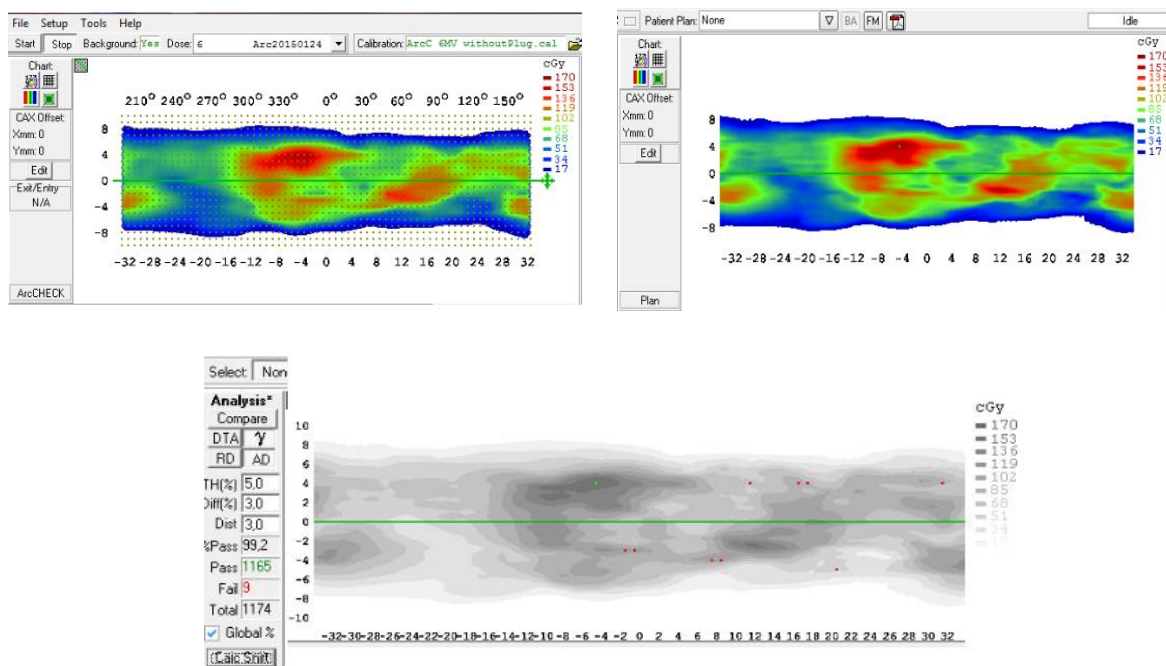 File Setup Tools Help
Start Stop Background: Yes Dose: 6 Arc20150124 Calibration: ArcC 6MV withoutPlug.cal
Chart:
CAX Offset:
Xmm: 0
Ymm: 0
Edit
Exit/Entry
N/A
ArcCHECK
210° 240° 270° 300° 330° 0° 30° 60° 90° 120° 150°
8
4
0
-4
-8
-32 -28 -24 -20 -16 -12 -8 -4 0 4 8 12 16 20 24 28 32
cGy
170
153
136
119
102
85
68
51
34
17
Patient Plan: None BA FM Idle
Chart:
CAX Offset:
Xmm: 0
Ymm: 0
Edit
Plan
8
4
0
-4
-8
-32 -28 -24 -20 -16 -12 -8 -4 0 4 8 12 16 20 24 28 32
cGy
170
153
136
119
102
85
68
51
34
17
Select: Non
Analysis*
Compare
DTA γ
RD AD
TH(%) 5,0
Diff(%) 3,0
Dist 3,0
%Pass 99,2
Pass 1165
Fail 9
Total 1174
Global %
Calc Shift
10
8
6
4
2
0
-2
-4
-6
-8
-10
-32-30-28-26-24-22-20-18-16-14-12-10 -8 -6 -4 -2 0 2 4 6 8 10 12 14 16 18 20 22 24 26 28 30 32
cGy
170
153
136
119
102
85
68
51
34
17